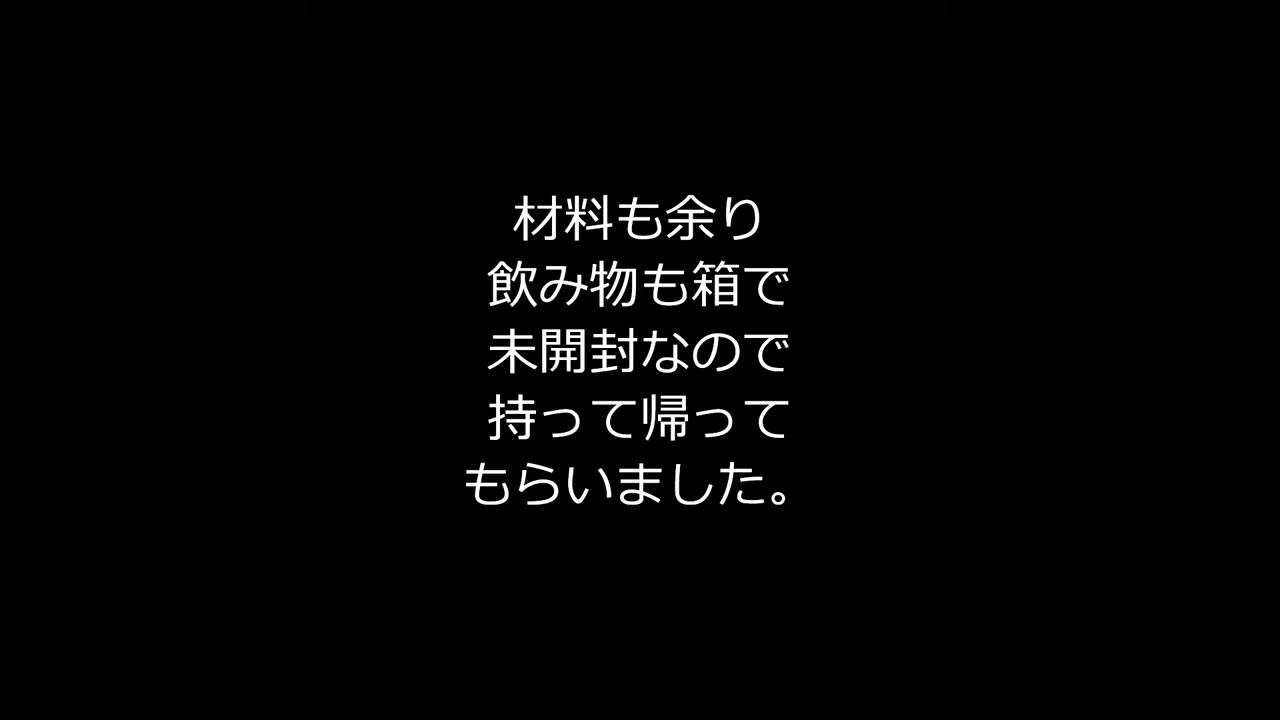 材料も余り
飲み物も箱で
未開封なので
持って帰って
もらいました。